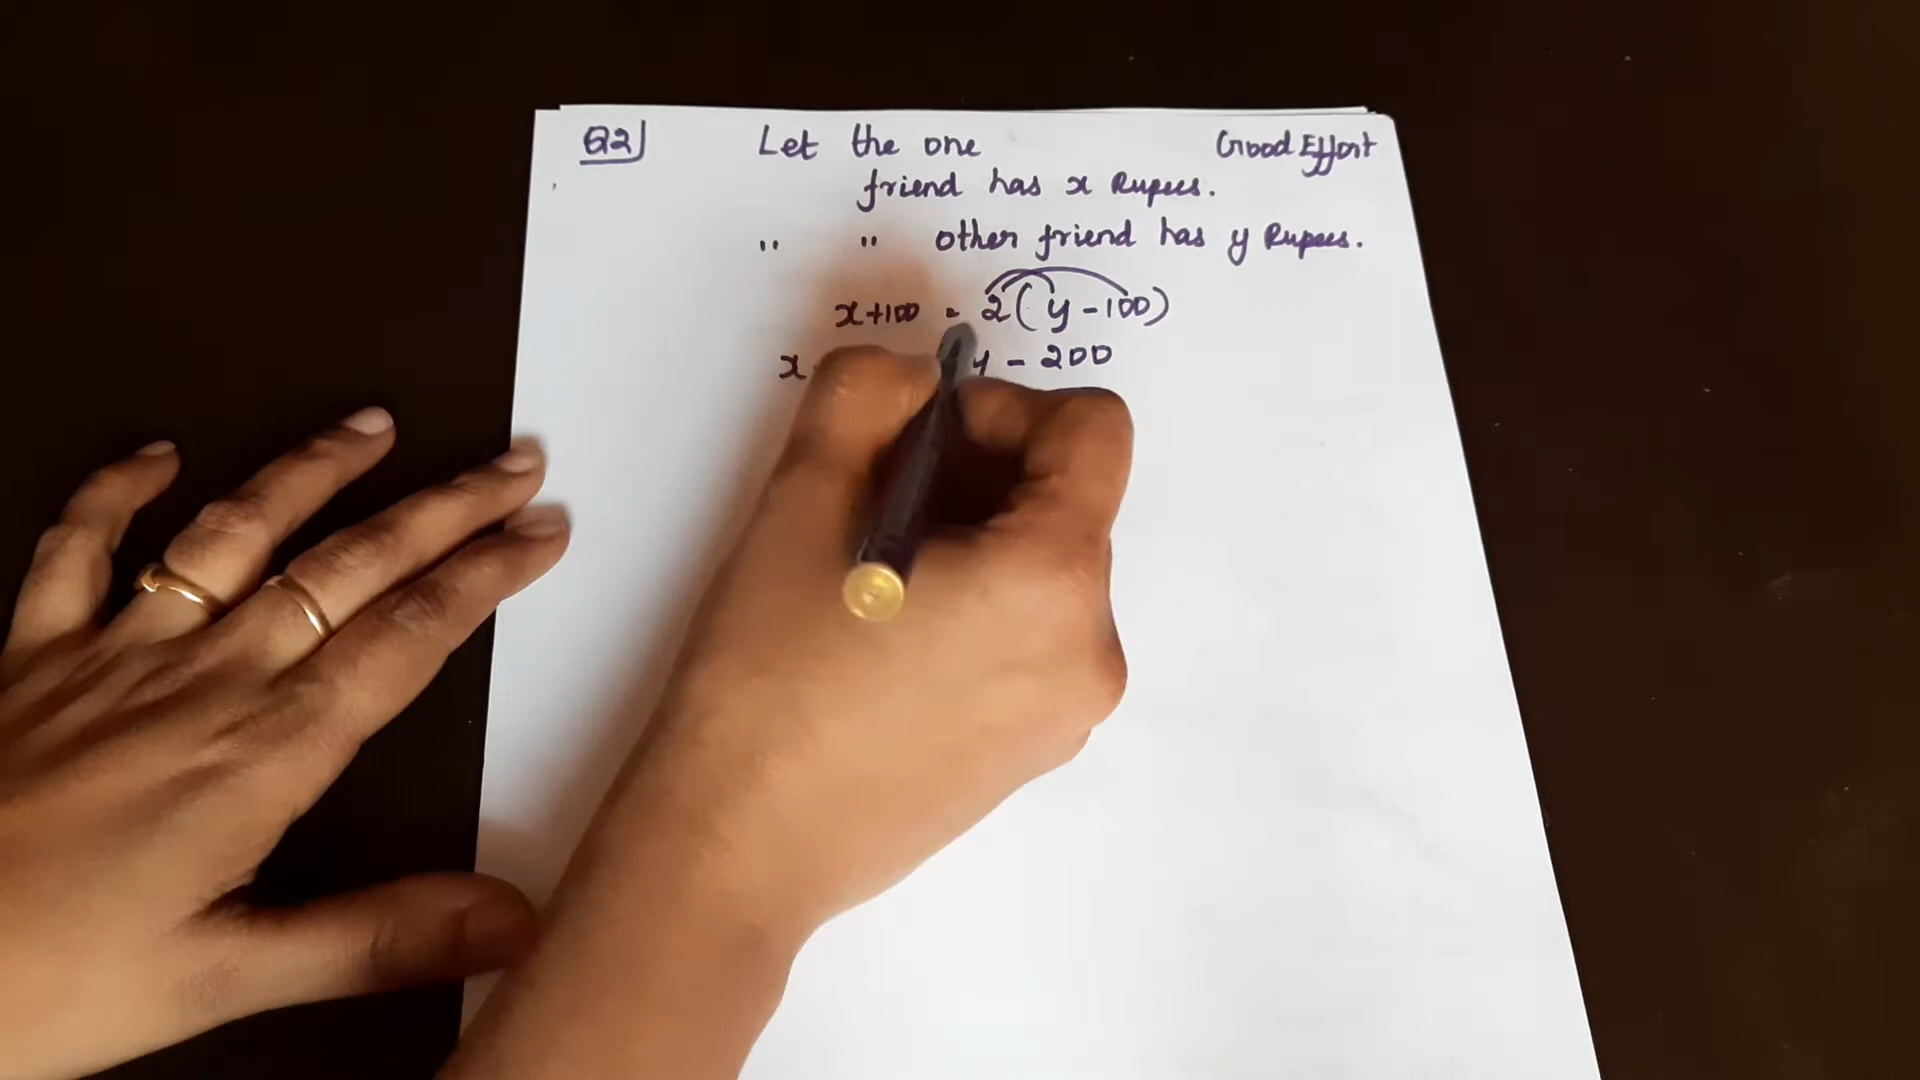 Q2 Let the one Good Effort
friend has x Rupees.
" " other friend has y Rupees.
x+100 = 2(y-100)
x y - 200